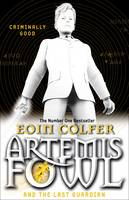 CRIMINALLY
GOOD
The Number One Bestseller
EOIN COLFER
ARTEMIS
FOWL
AND THE LAST GUARDIAN